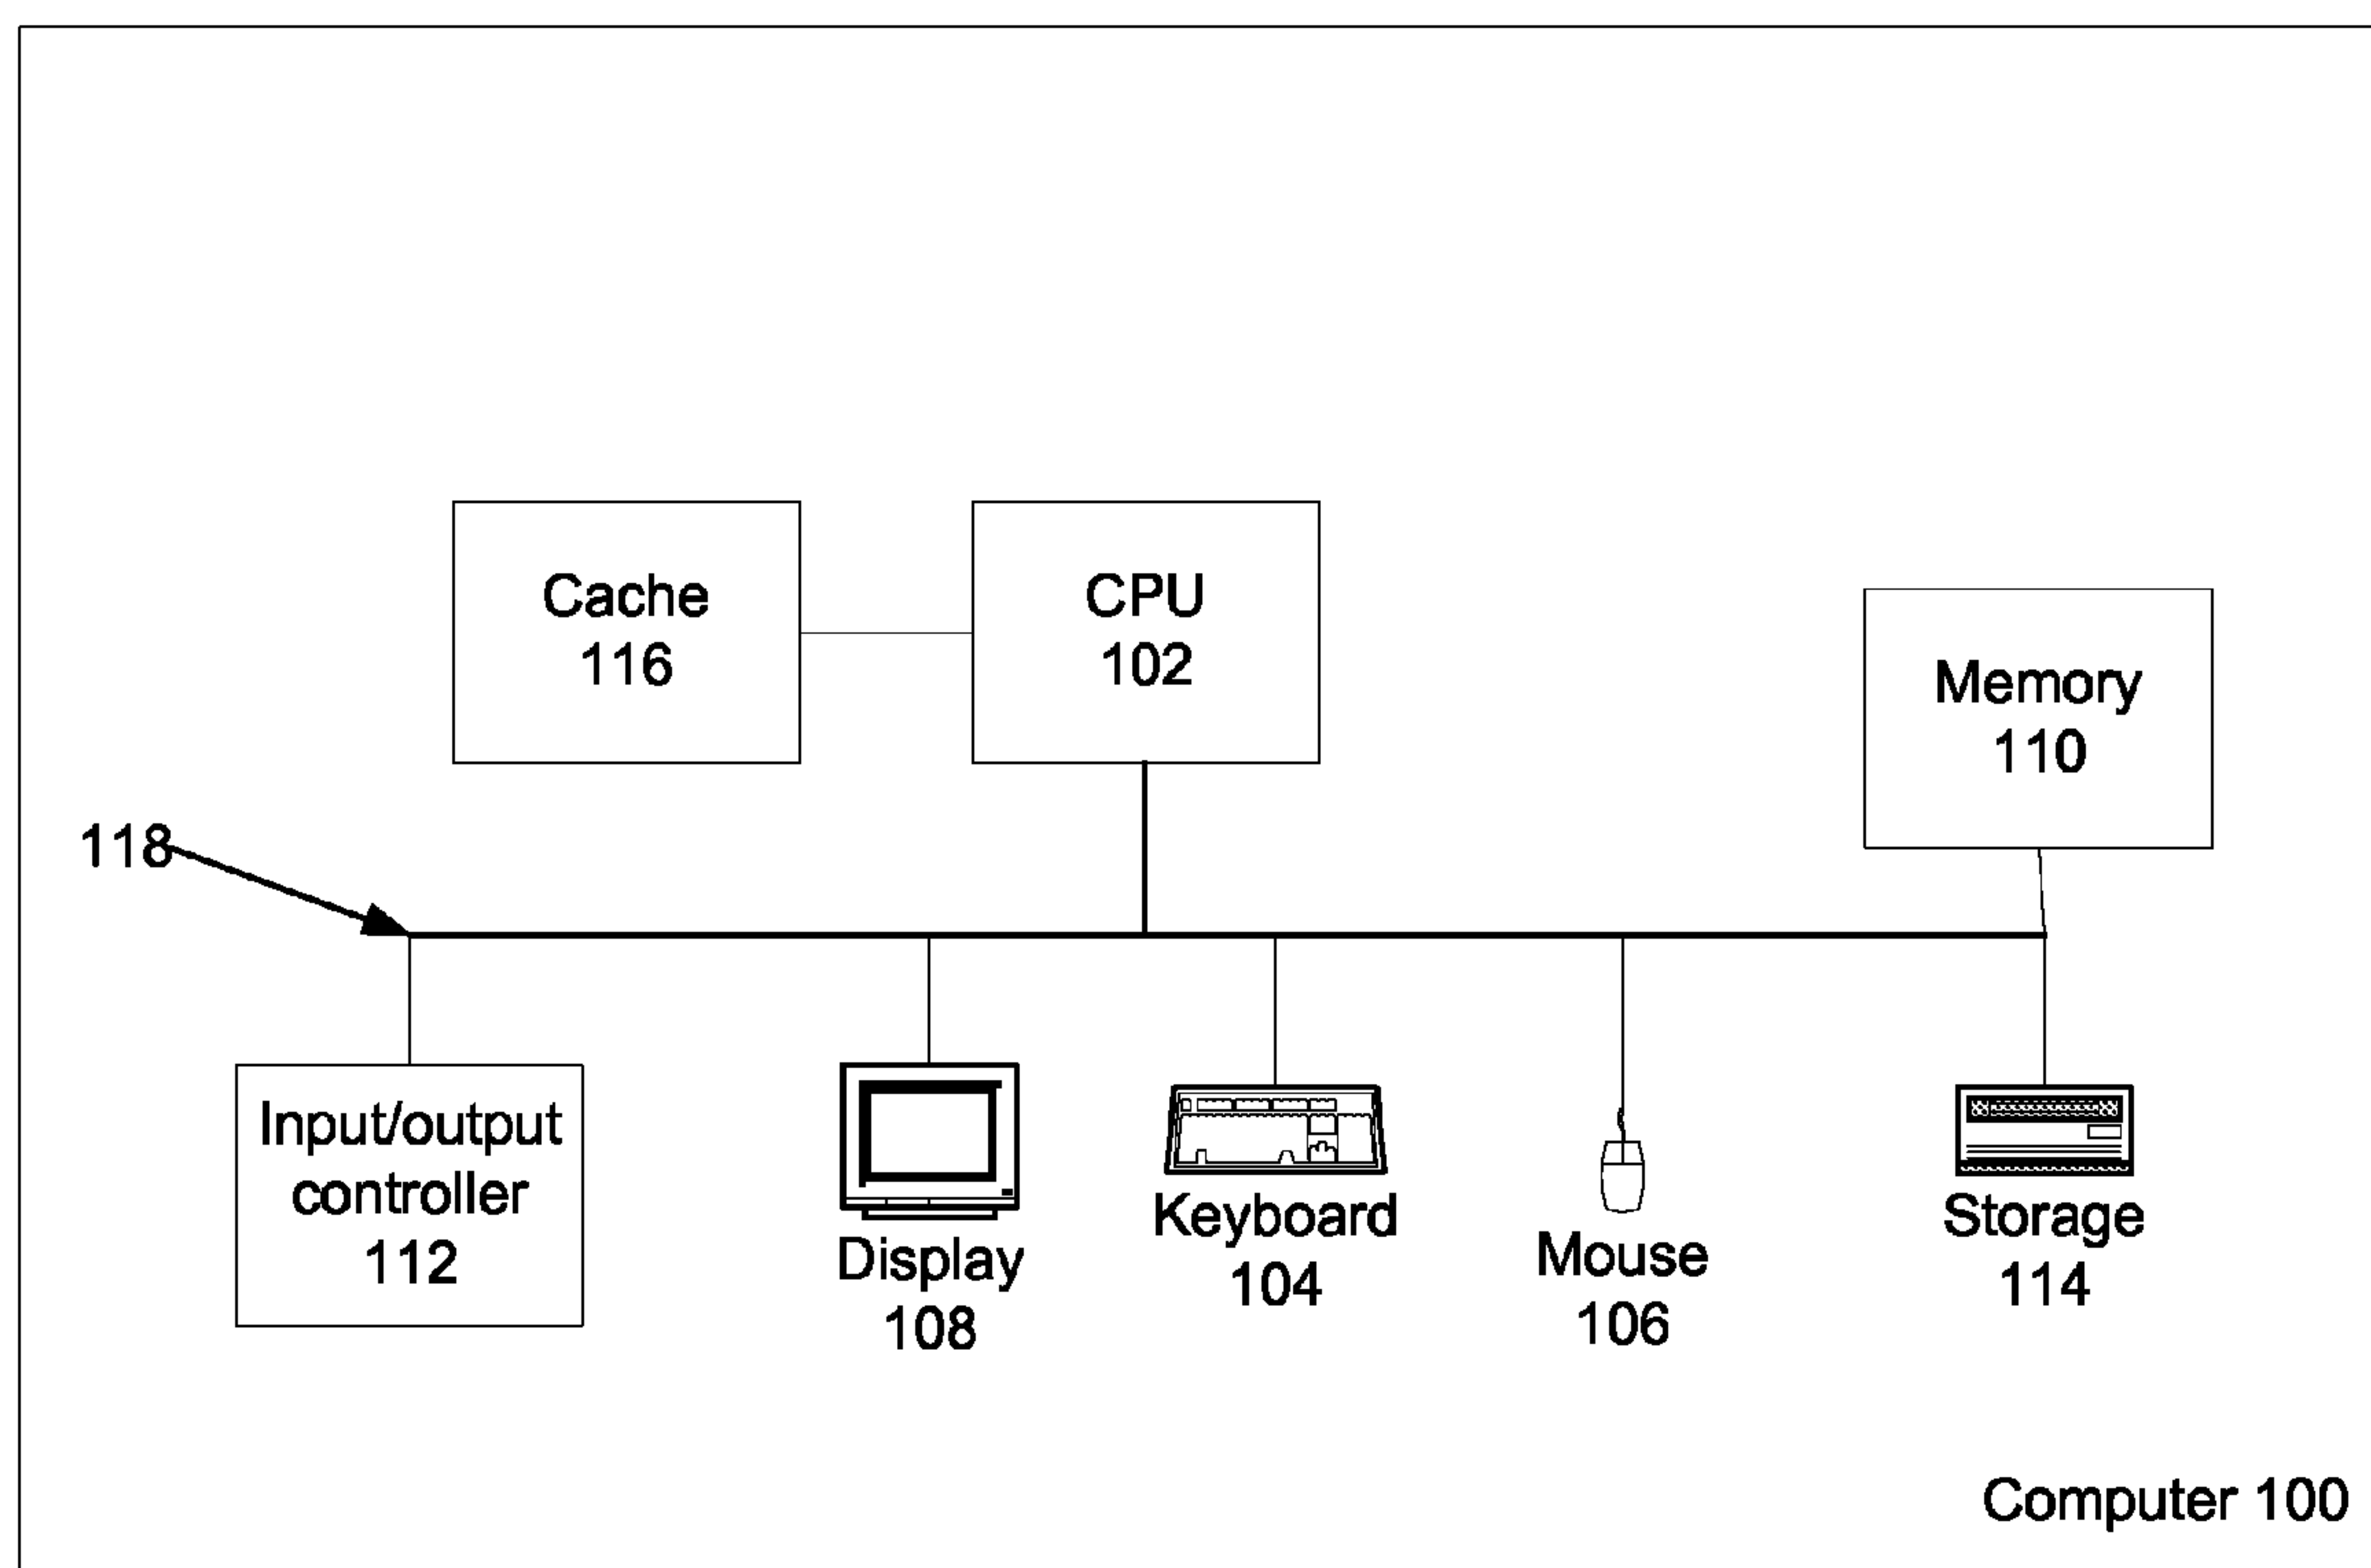 Cache
116
CPU
102
Memory
110
118
Input/output
controller
112
Display
108
Keyboard
104
Mouse
106
Storage
114
Computer 100